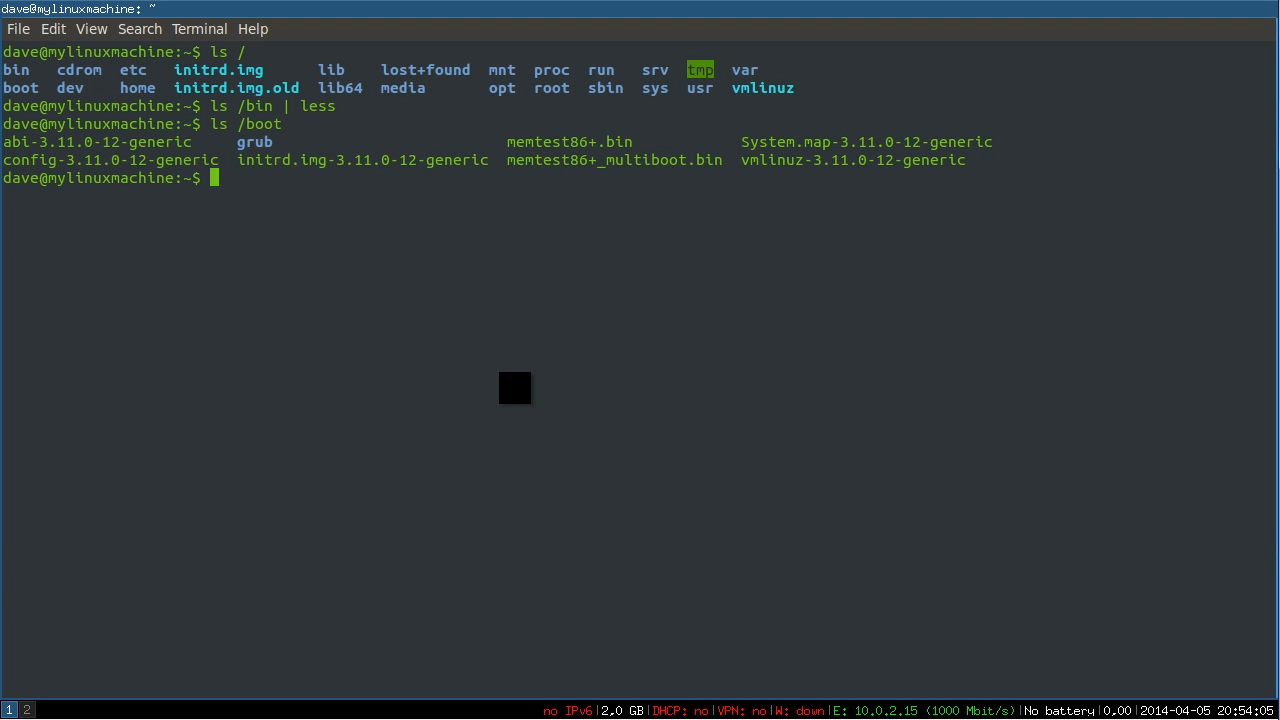 dave@mylinuxmachine: ~
File Edit View Search Terminal Help
dave@mylinuxmachine:~$ ls /
bin   cdrom  etc   initrd.img      lib    lost+found  mnt  proc  run   srv  tmp  var
boot  dev    home  initrd.img.old  lib64  media       opt  root  sbin  sys  usr  vmlinuz
dave@mylinuxmachine:~$ ls /bin | less
dave@mylinuxmachine:~$ ls /boot
abi-3.11.0-12-generic     grub                          memtest86+.bin            System.map-3.11.0-12-generic
config-3.11.0-12-generic  initrd.img-3.11.0-12-generic  memtest86+_multiboot.bin  vmlinuz-3.11.0-12-generic
dave@mylinuxmachine:~$
1 2 no IPv6|2,0 GB|DHCP: no|VPN: no|W: down|E: 10.0.2.15 (1000 Mbit/s)|No battery|0,00|2014-04-05 20:54:05